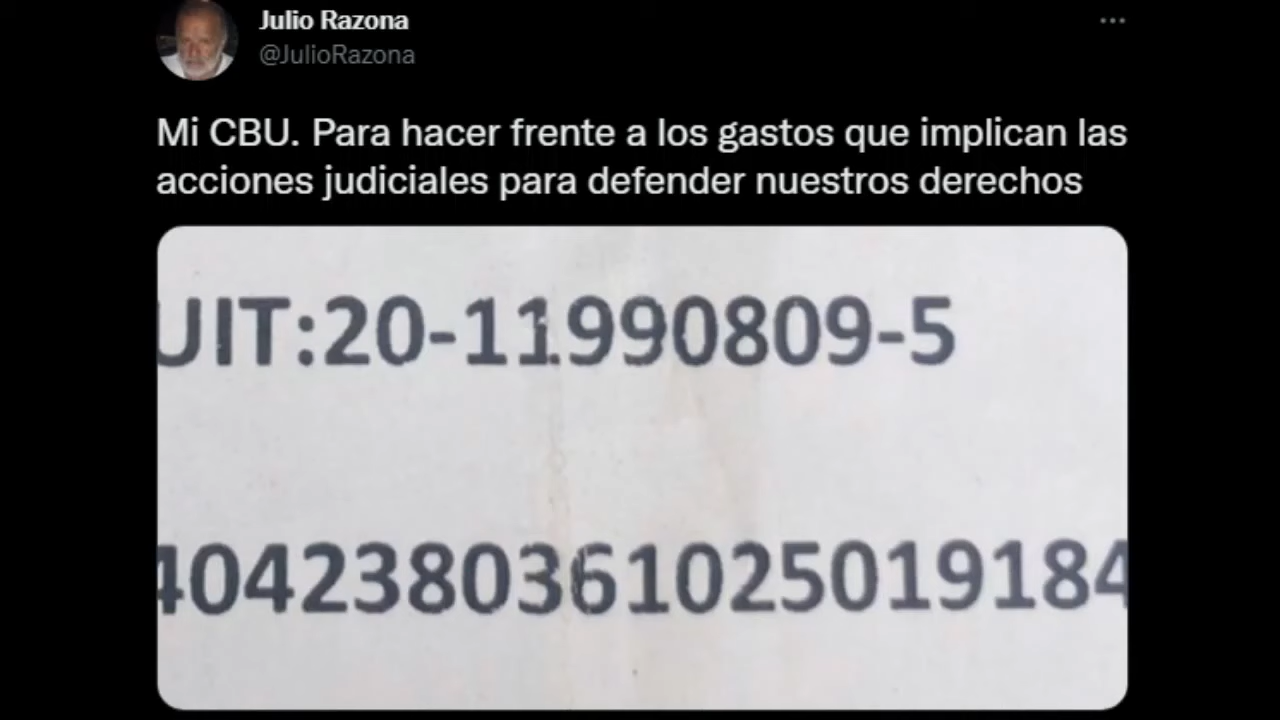 Julio Razona
@JulioRazona
Mi CBU. Para hacer frente a los gastos que implican las
acciones judiciales para defender nuestros derechos
UIT:20-11990809-5
4042380361025019184